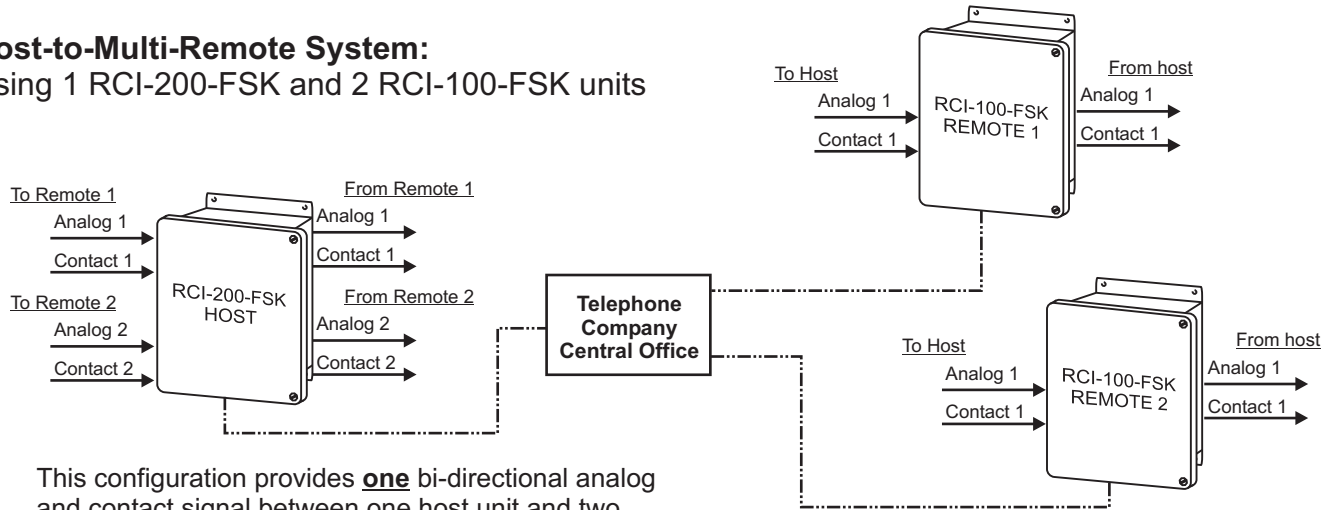 ost-to-Multi-Remote System:
sing 1 RCI-200-FSK and 2 RCI-100-FSK units
To Host
Analog 1
Contact 1
RCI-100-FSK
REMOTE 1
From host
Analog 1
Contact 1
To Remote 1
Analog 1
Contact 1
To Remote 2
Analog 2
Contact 2
RCI-200-FSK
HOST
From Remote 1
Analog 1
Contact 1
From Remote 2
Analog 2
Contact 2
Telephone
Company
Central Office
To Host
Analog 1
Contact 1
RCI-100-FSK
REMOTE 2
From host
Analog 1
Contact 1
This configuration provides one bi-directional analog
and contact signal between one host unit and two